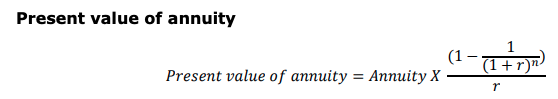 Present value of annuity
Present value of annuity = Annuity X (1 − 1/(1 + r)n) / r